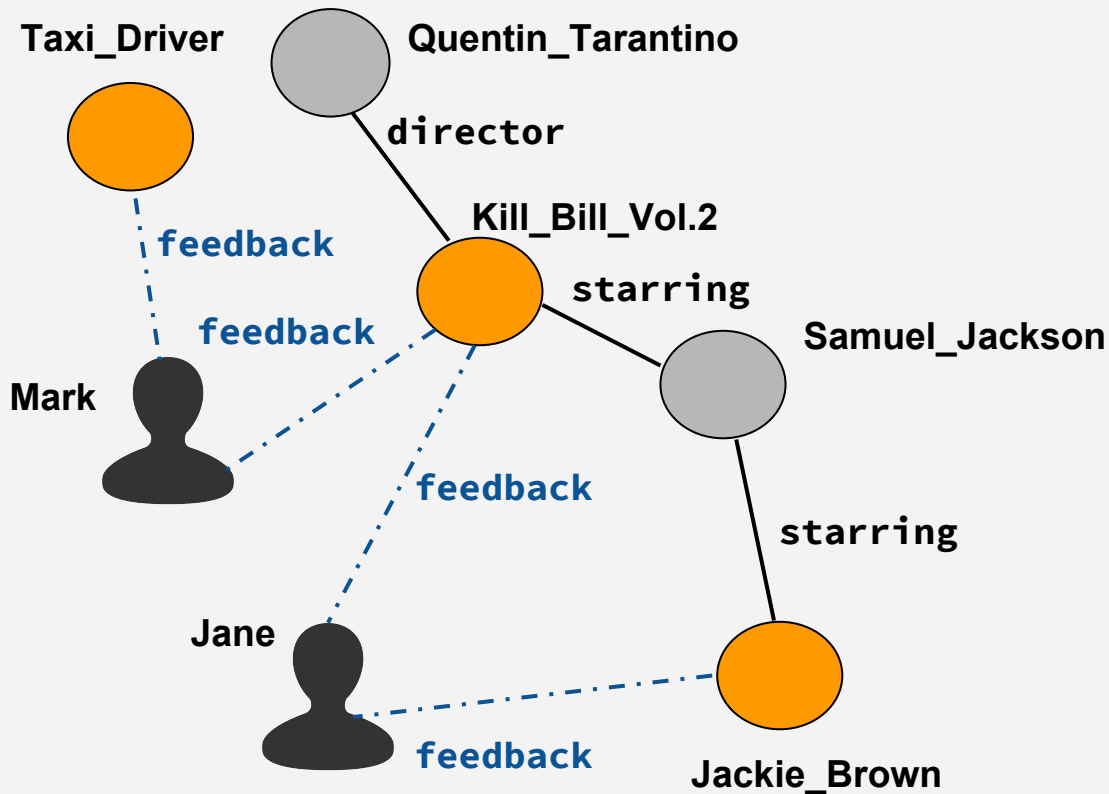 Taxi_Driver
Quentin_Tarantino
director
Kill_Bill_Vol.2
feedback
starring
feedback
Samuel_Jackson
Mark
feedback
starring
Jane
feedback
Jackie_Brown